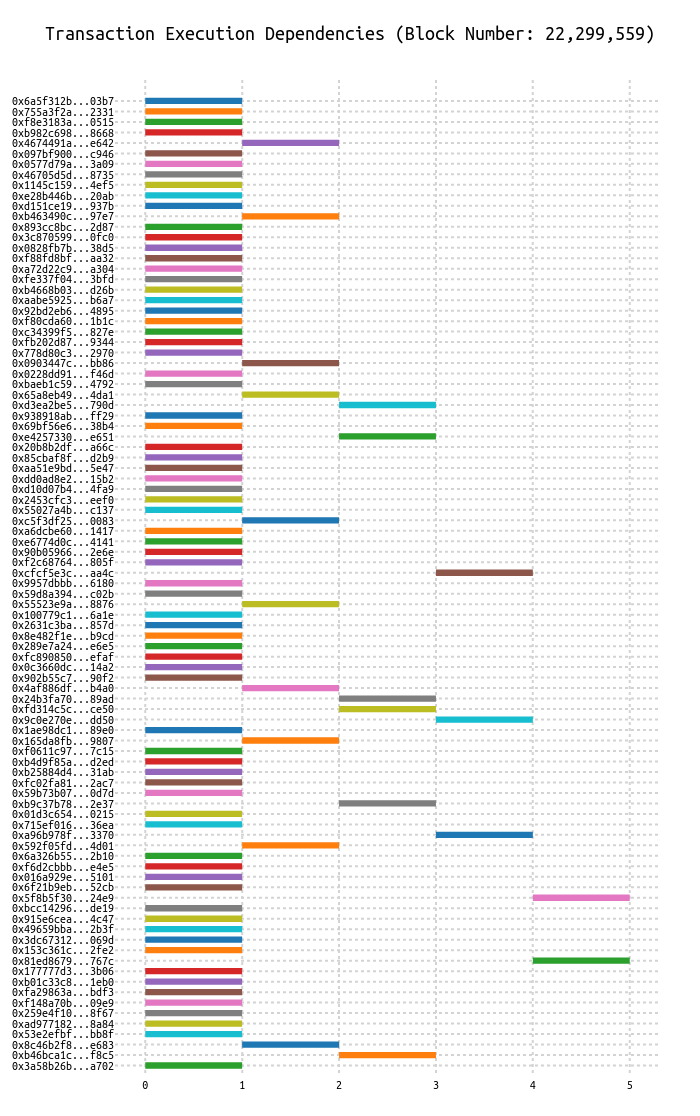 Transaction Execution Dependencies (Block Number: 22,299,559)
0x6a5f312b...03b7
0x755a3f2a...2331
0xf8e3183a...0515
0xb982c698...8668
0x4674491a...e642
0x097bf900...c946
0x0577d79a...3a09
0x46705d5d...8735
0x1145c159...4ef5
0xe28b446b...20ab
0xd151ce19...937b
0xb463490c...97e7
0x893cc8bc...2d87
0x3c870599...0fc0
0x0828fb7b...38d5
0xf88fd8bf...aa32
0xa72d22c9...a304
0xfe337f04...3bfd
0xb4668b03...d26b
0xaabe5925...b6a7
0x92bd2eb6...4895
0xf80cda60...1b1c
0xc34399f5...827e
0xfb202d87...9344
0x778d80c3...2970
0x0903447c...bb86
0x0228dd91...f46d
0xbaeb1c59...4792
0x65a8eb49...4da1
0xd3ea2be5...790d
0x938918ab...ff29
0x69bf56e6...38b4
0xe4257330...e651
0x20b8b2df...a66c
0x85cbaf8f...d2b9
0xaa51e9bd...5e47
0xdd0ad8e2...15b2
0xd10d07b4...4fa9
0x2453cfc3...eef0
0x55027a4b...c137
0xc5f3df25...0083
0xa6dcbe60...1417
0xe6774d0c...4141
0x90b05966...2e6e
0xf2c68764...805f
0xcfcf5e3c...aa4c
0x9957dbbb...6180
0x59d8a394...c02b
0x55523e9a...8876
0x100779c1...6a1e
0x2631c3ba...857d
0x8e482f1e...b9cd
0x289e7a24...e6e5
0xfc890850...efaf
0x0c3660dc...14a2
0x902b55c7...90f2
0x4af886df...b4a0
0x24b3fa70...89ad
0xfd314c5c...ce50
0x9c0e270e...dd50
0x1ae98dc1...89e0
0x165da8fb...9807
0xf0611c97...7c15
0xb4d9f85a...d2ed
0xb25884d4...31ab
0xfc02fa81...2ac7
0x59b73b07...0d7d
0xb9c37b78...2e37
0x01d3c654...0215
0x715ef016...36ea
0xa96b978f...3370
0x592f05fd...4d01
0x6a326b55...2b10
0xf6d2cbbb...e4e5
0x016a929e...5101
0x6f21b9eb...52cb
0x5f8b5f30...24e9
0xbcc14296...de19
0x915e6cea...4c47
0x49659bba...2b3f
0x3dc67312...069d
0x153c361c...2fe2
0x81ed8679...767c
0x177777d3...3b06
0xb01c33c8...1eb0
0xfa29863a...bdf3
0xf148a70b...09e9
0x259e4f10...8f67
0xad977182...8a84
0x53e2efbf...bb8f
0x8c46b2f8...e683
0xb46bca1c...f8c5
0x3a58b26b...a702
0 1 2 3 4 5